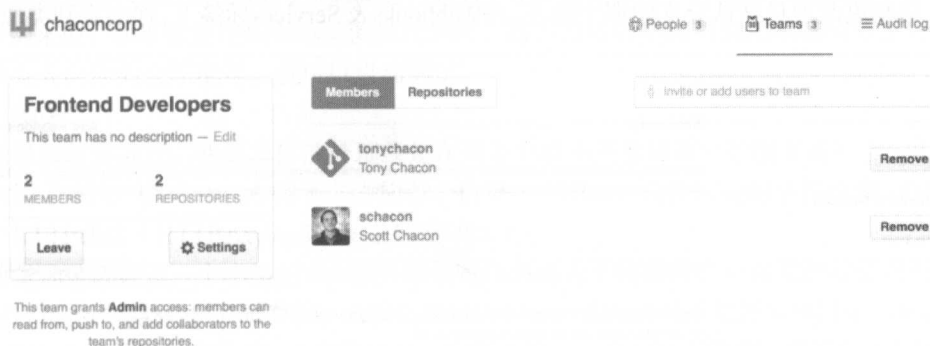 chaconcorp
People 3
Teams 3
Audit log
Frontend Developers
This team has no description — Edit
2
MEMBERS
2
REPOSITORIES
Leave
Settings
This team grants Admin access: members can
read from, push to, and add collaborators to the
team's repositories.
Members
Repositories
Invite or add users to team
tonychacon
Tony Chacon
Remove
schacon
Scott Chacon
Remove